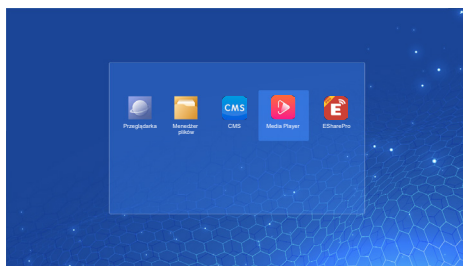 CMS
E
Przeglądarka
Menedżer
plików
CMS
Media Player
ESharePro